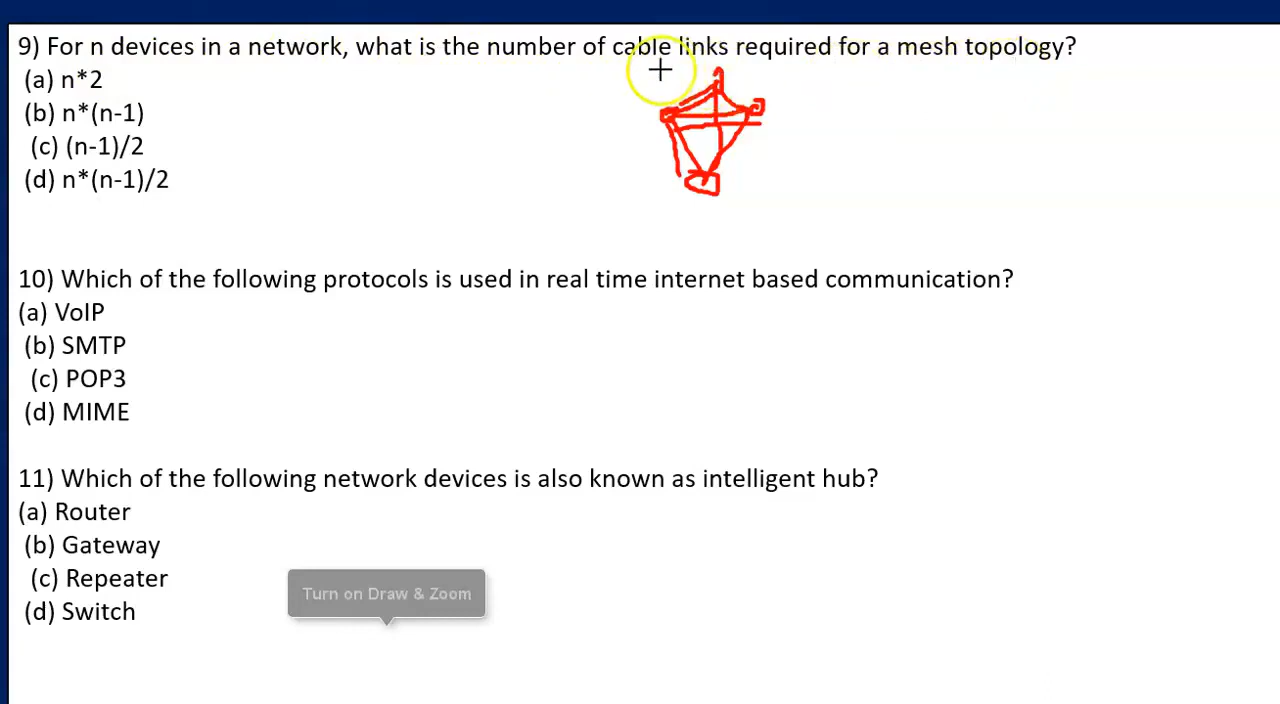 9) For n devices in a network, what is the number of cable links required for a mesh topology?
(a) n*2
(b) n*(n-1)
(c) (n-1)/2
(d) n*(n-1)/2
10) Which of the following protocols is used in real time internet based communication?
(a) VoIP
(b) SMTP
(c) POP3
(d) MIME
11) Which of the following network devices is also known as intelligent hub?
(a) Router
(b) Gateway
(c) Repeater
(d) Switch
Turn on Draw & Zoom